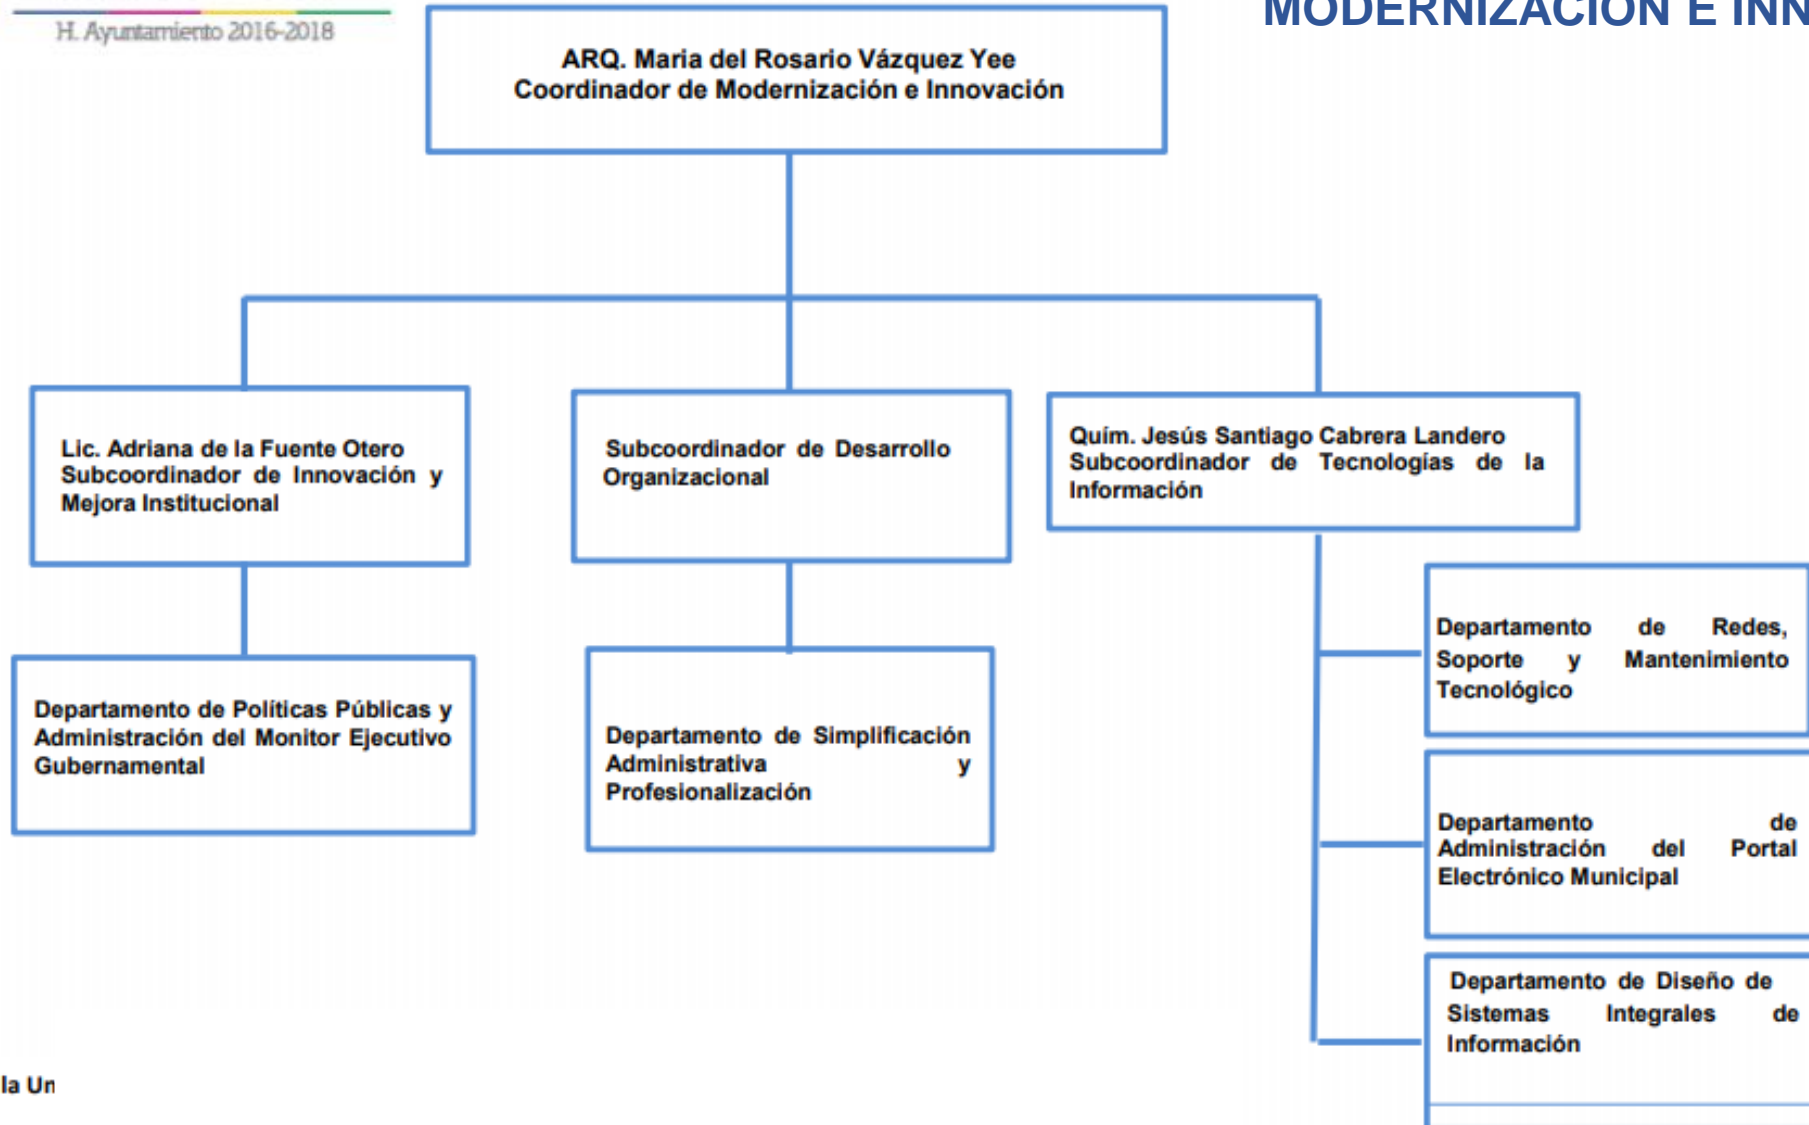 H. Ayuntamiento 2016-2018
MODERNIZACIÓN E INN
ARQ. Maria del Rosario Vázquez Yee
Coordinador de Modernización e Innovación
Lic. Adriana de la Fuente Otero
Subcoordinador de Innovación y
Mejora Institucional
Subcoordinador de Desarrollo
Organizacional
Quím. Jesús Santiago Cabrera Landero
Subcoordinador de Tecnologías de la
Información
Departamento de Políticas Públicas y
Administración del Monitor Ejecutivo
Gubernamental
Departamento de Simplificación
Administrativa y
Profesionalización
Departamento de Redes,
Soporte y Mantenimiento
Tecnológico
Departamento de
Administración del Portal
Electrónico Municipal
Departamento de Diseño de
Sistemas Integrales de
Información
la Un